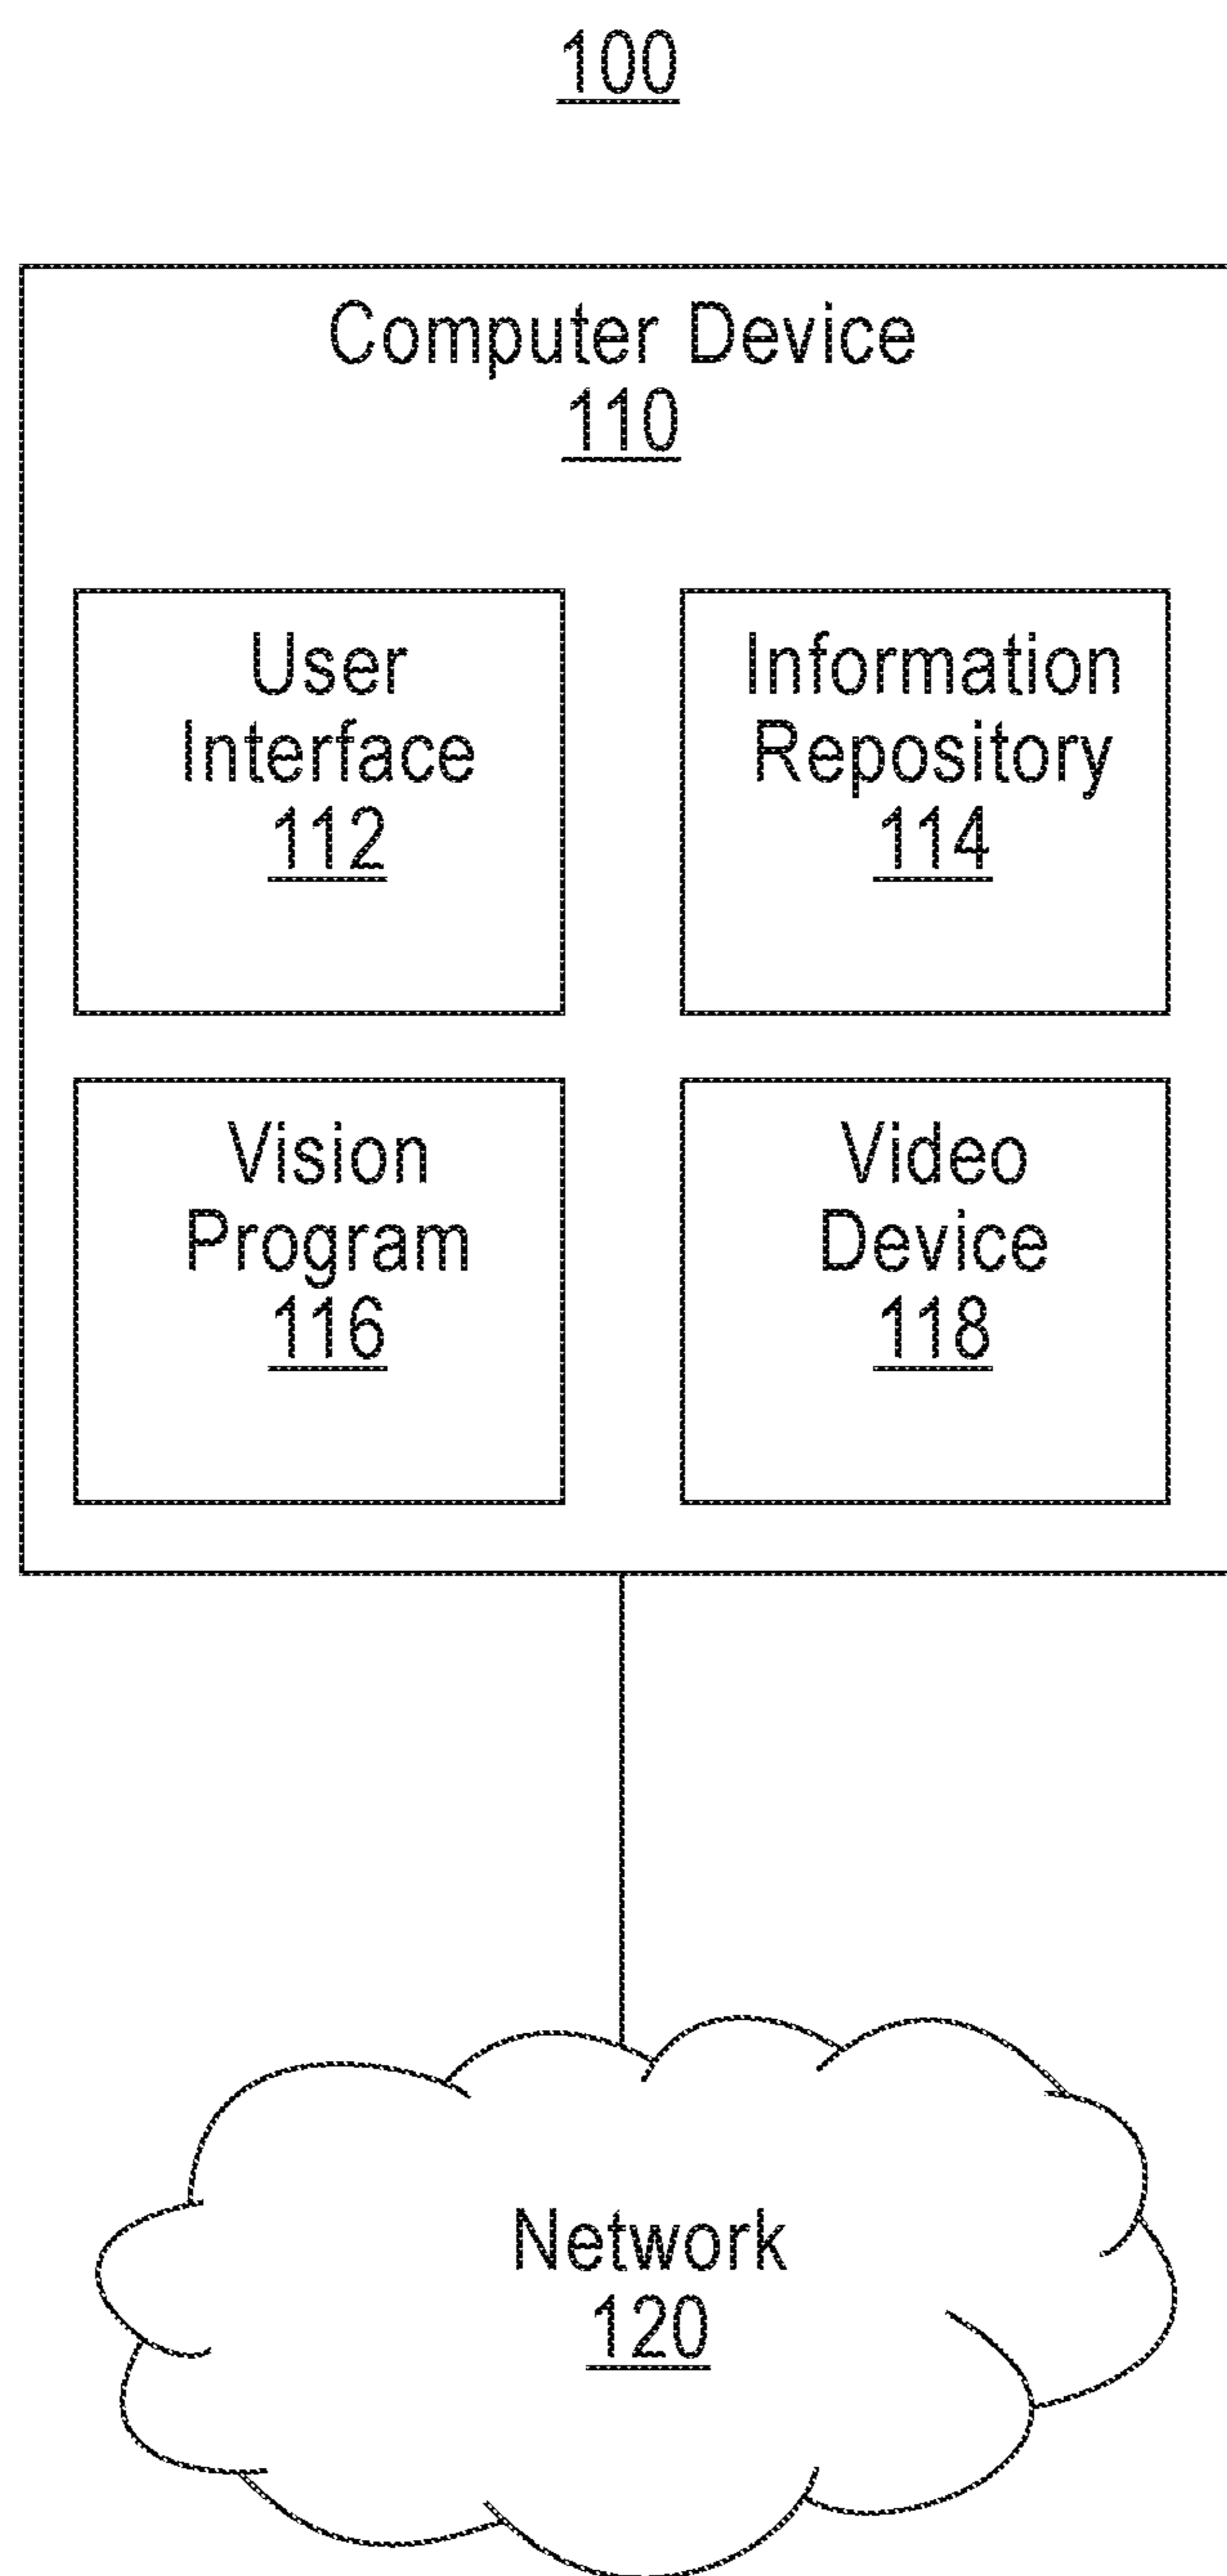 100
Computer Device
110
User
Interface
112
Information
Repository
114
Vision
Program
116
Video
Device
118
Network
120